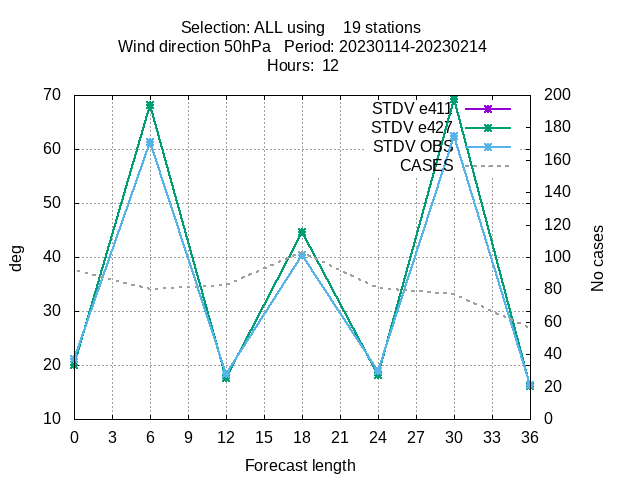 Selection: ALL using    19 stations
Wind direction 50hPa   Period: 20230114-20230214
Hours:  12
70
60
50
40
30
20
10
deg
200
180
160
140
120
100
80
60
40
20
0
No cases
STDV e411
STDV e427
STDV OBS
CASES
0 3 6 9 12 15 18 21 24 27 30 33 36
Forecast length